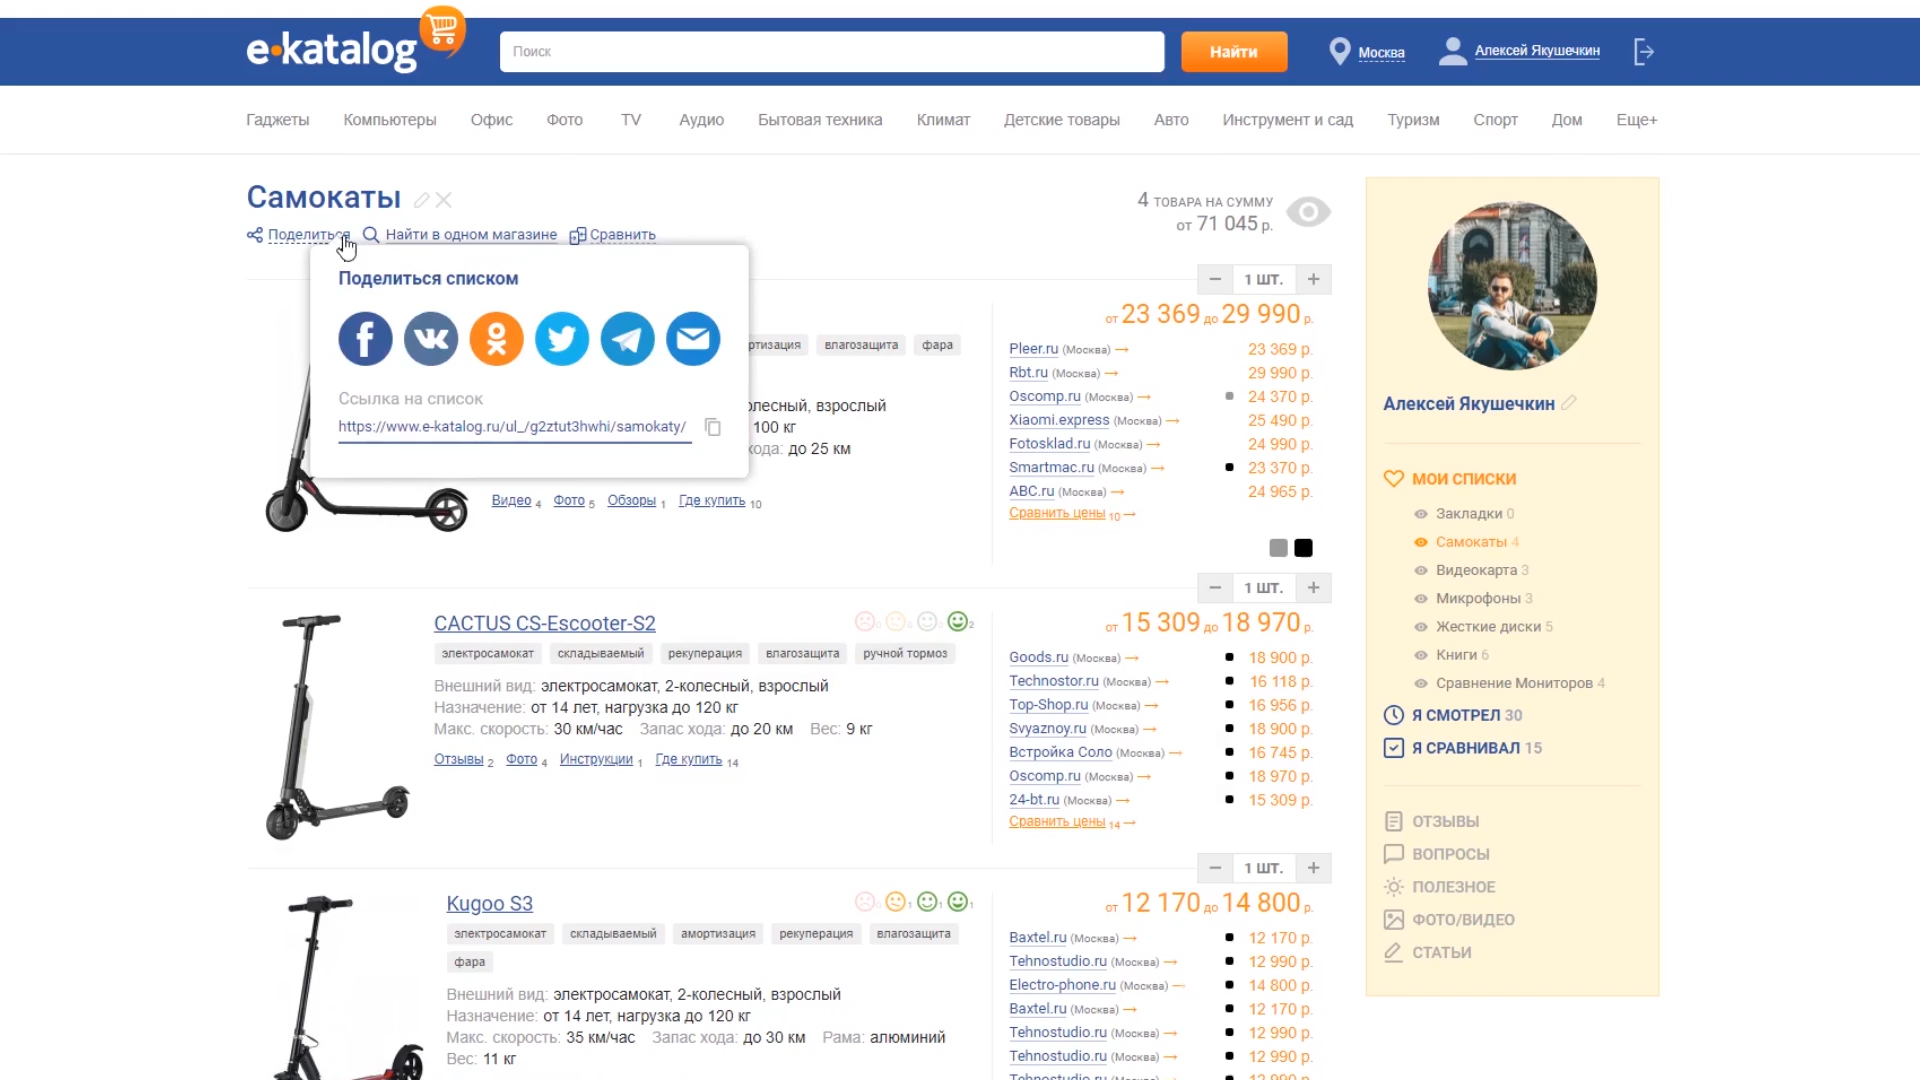 e•katalog
Поиск
Найти
Москва
Алексей Якушечкин
Гаджеты Компьютеры Офис Фото TV Аудио Бытовая техника Климат Детские товары Авто Инструмент и сад Туризм Спорт Дом Еще+
Самокаты
4 ТОВАРА НА СУММУ
от 71 045 р.
Поделиться Найти в одном магазине Сравнить
Поделиться списком
Ссылка на список
https://www.e-katalog.ru/ul_/g2ztut3hwhi/samokaty/
влагозащита фара
взрослый
100 кг
до 25 км
Видео 4 Фото 5 Обзоры 1 Где купить 10
− 1 ШТ. +
от 23 369 до 29 990 р.
Pleer.ru (Москва) → 23 369 р.
Rbt.ru (Москва) → 29 990 р.
Oscomp.ru (Москва) → 24 370 р.
Xiaomi.express (Москва) → 25 490 р.
Fotosklad.ru (Москва) → 24 990 р.
Smartmac.ru (Москва) → 23 370 р.
ABC.ru (Москва) → 24 965 р.
Сравнить цены 10 →
− 1 ШТ. +
CACTUS CS-Escooter-S2
2
электросамокат складываемый рекуперация влагозащита ручной тормоз
Внешний вид: электросамокат, 2-колесный, взрослый
Назначение: от 14 лет, нагрузка до 120 кг
Макс. скорость: 30 км/час Запас хода: до 20 км Вес: 9 кг
Отзывы 2 Фото 4 Инструкции 1 Где купить 14
от 15 309 до 18 970 р.
Goods.ru (Москва) → 18 900 р.
Technostor.ru (Москва) → 16 118 р.
Top-Shop.ru (Москва) → 16 956 р.
Svyaznoy.ru (Москва) → 18 900 р.
Встройка Соло (Москва) → 16 745 р.
Oscomp.ru (Москва) → 18 970 р.
24-bt.ru (Москва) → 15 309 р.
Сравнить цены 14 →
− 1 ШТ. +
Kugoo S3
1 1 1
электросамокат складываемый амортизация рекуперация влагозащита
фара
Внешний вид: электросамокат, 2-колесный, взрослый
Назначение: от 14 лет, нагрузка до 120 кг
Макс. скорость: 35 км/час Запас хода: до 30 км Рама: алюминий
Вес: 11 кг
от 12 170 до 14 800 р.
Baxtel.ru (Москва) → 12 170 р.
Tehnostudio.ru (Москва) → 12 990 р.
Electro-phone.ru (Москва) → 14 800 р.
Baxtel.ru (Москва) → 12 170 р.
Tehnostudio.ru (Москва) → 12 990 р.
Tehnostudio.ru (Москва) → 12 990 р.
Алексей Якушечкин
МОИ СПИСКИ
Закладки 0
Самокаты 4
Видеокарта 3
Микрофоны 3
Жесткие диски 5
Книги 6
Сравнение Мониторов 4
Я СМОТРЕЛ 30
Я СРАВНИВАЛ 15
ОТЗЫВЫ
ВОПРОСЫ
ПОЛЕЗНОЕ
ФОТО/ВИДЕО
СТАТЬИ